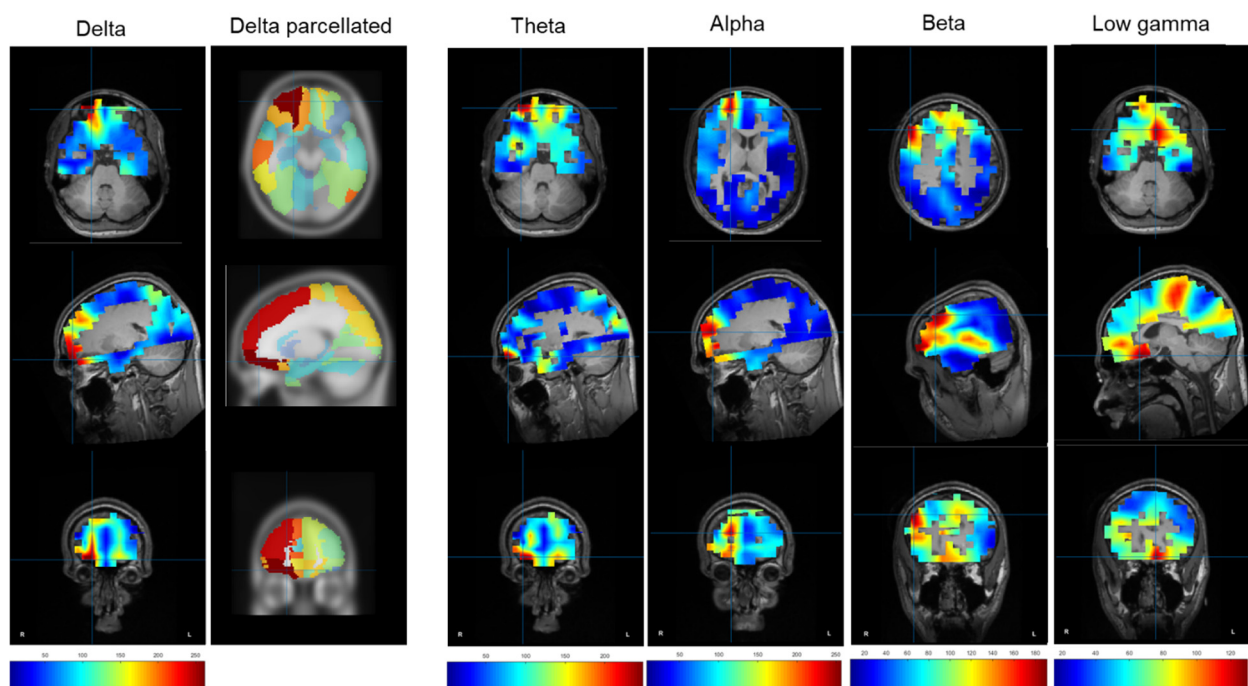 Delta
Delta parcellated
Theta
Alpha
Beta
Low gamma
R L
R L
R L
50 100 150 200 250
50 100 150 200
50 100 150 200 250
20 40 60 80 100 120 140 160 180
20 40 60 80 100 120